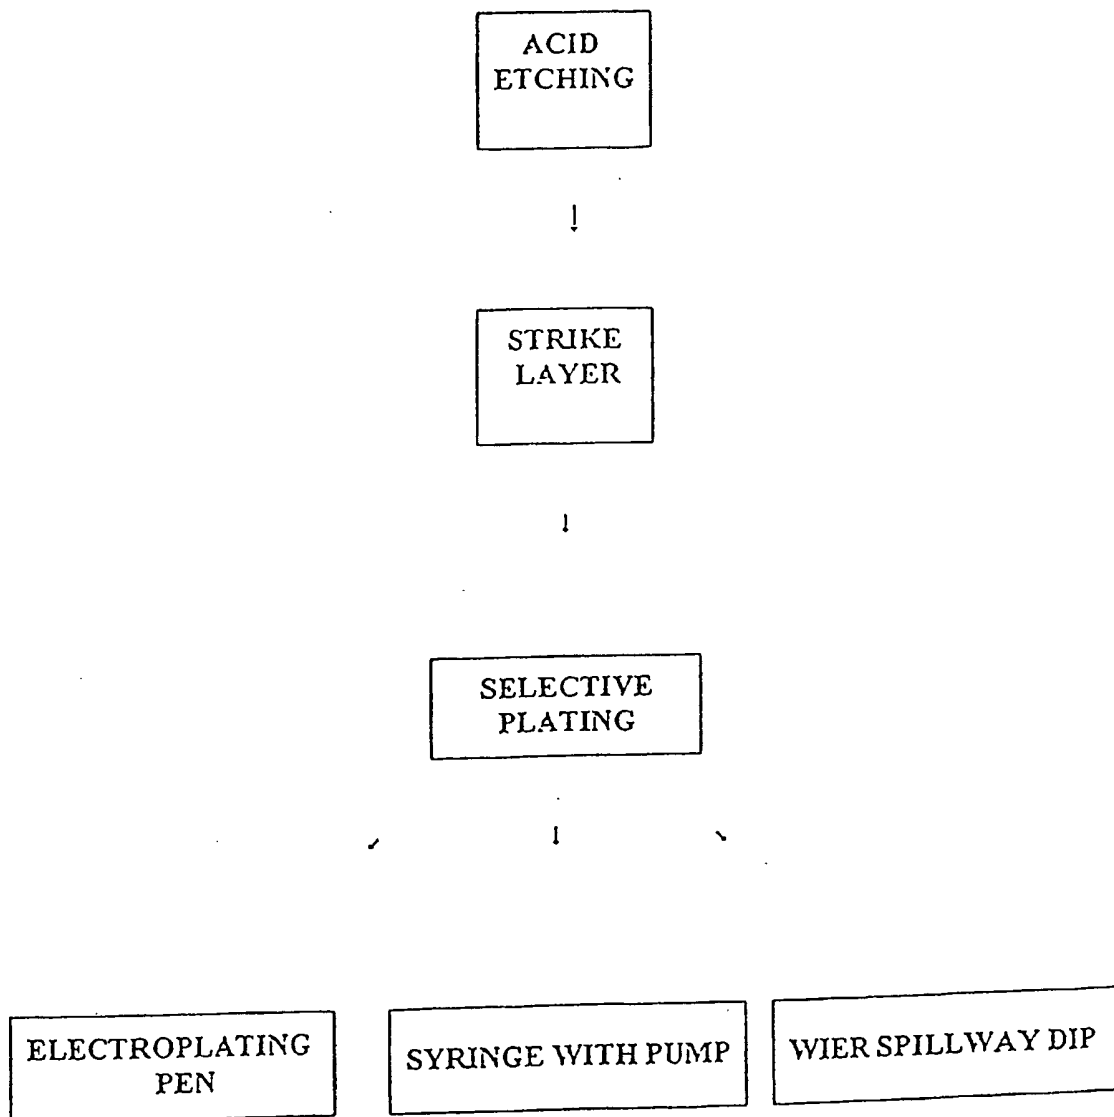 ACID
ETCHING
STRIKE
LAYER
SELECTIVE
PLATING
ELECTROPLATING
PEN
SYRINGE WITH PUMP
WIER SPILLWAY DIP